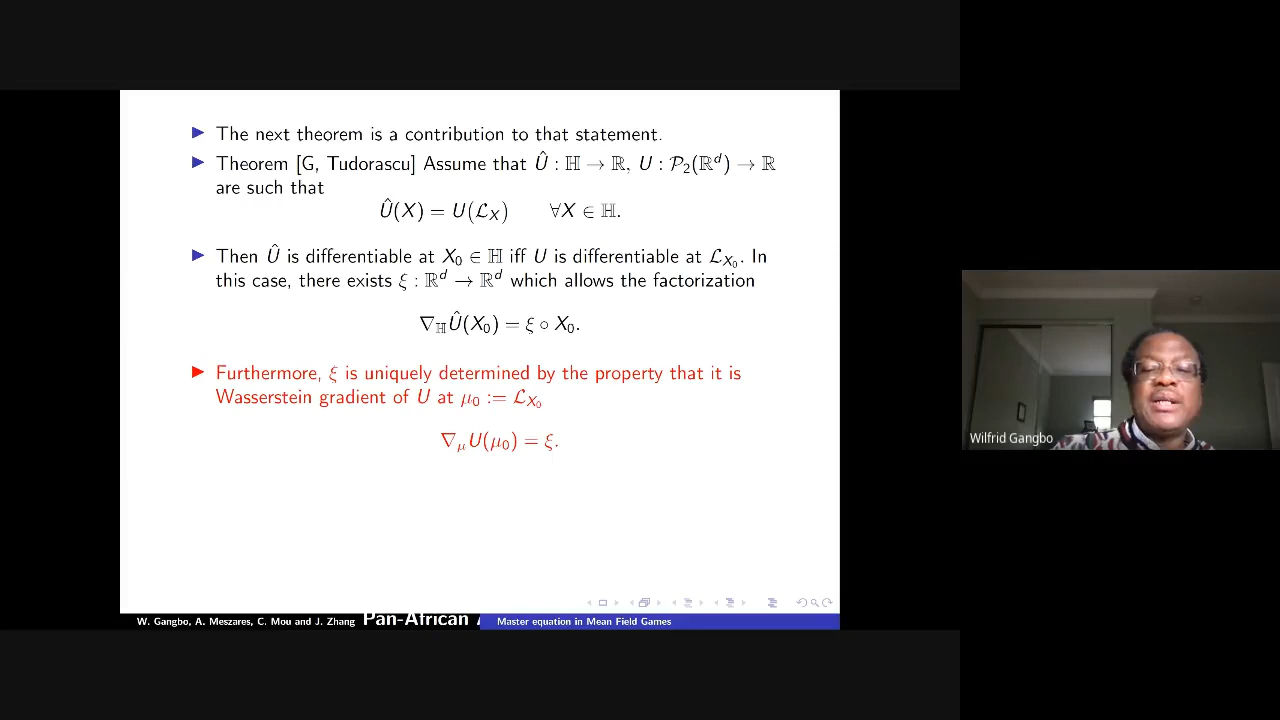 The next theorem is a contribution to that statement.
Theorem [G, Tudorascu] Assume that Û : ℍ → ℝ, U : 𝒫₂(ℝᵈ) → ℝ
are such that
Û(X) = U(ℒ_X) ∀X ∈ ℍ.
Then Û is differentiable at X₀ ∈ ℍ iff U is differentiable at ℒ_{X₀}. In
this case, there exists ξ : ℝᵈ → ℝᵈ which allows the factorization
∇_ℍ Û(X₀) = ξ ∘ X₀.
Furthermore, ξ is uniquely determined by the property that it is
Wasserstein gradient of U at μ₀ := ℒ_{X₀}
∇_μ U(μ₀) = ξ.
W. Gangbo, A. Meszares, C. Mou and J. Zhang Pan-African Master equation in Mean Field Games
Wilfrid Gangbo